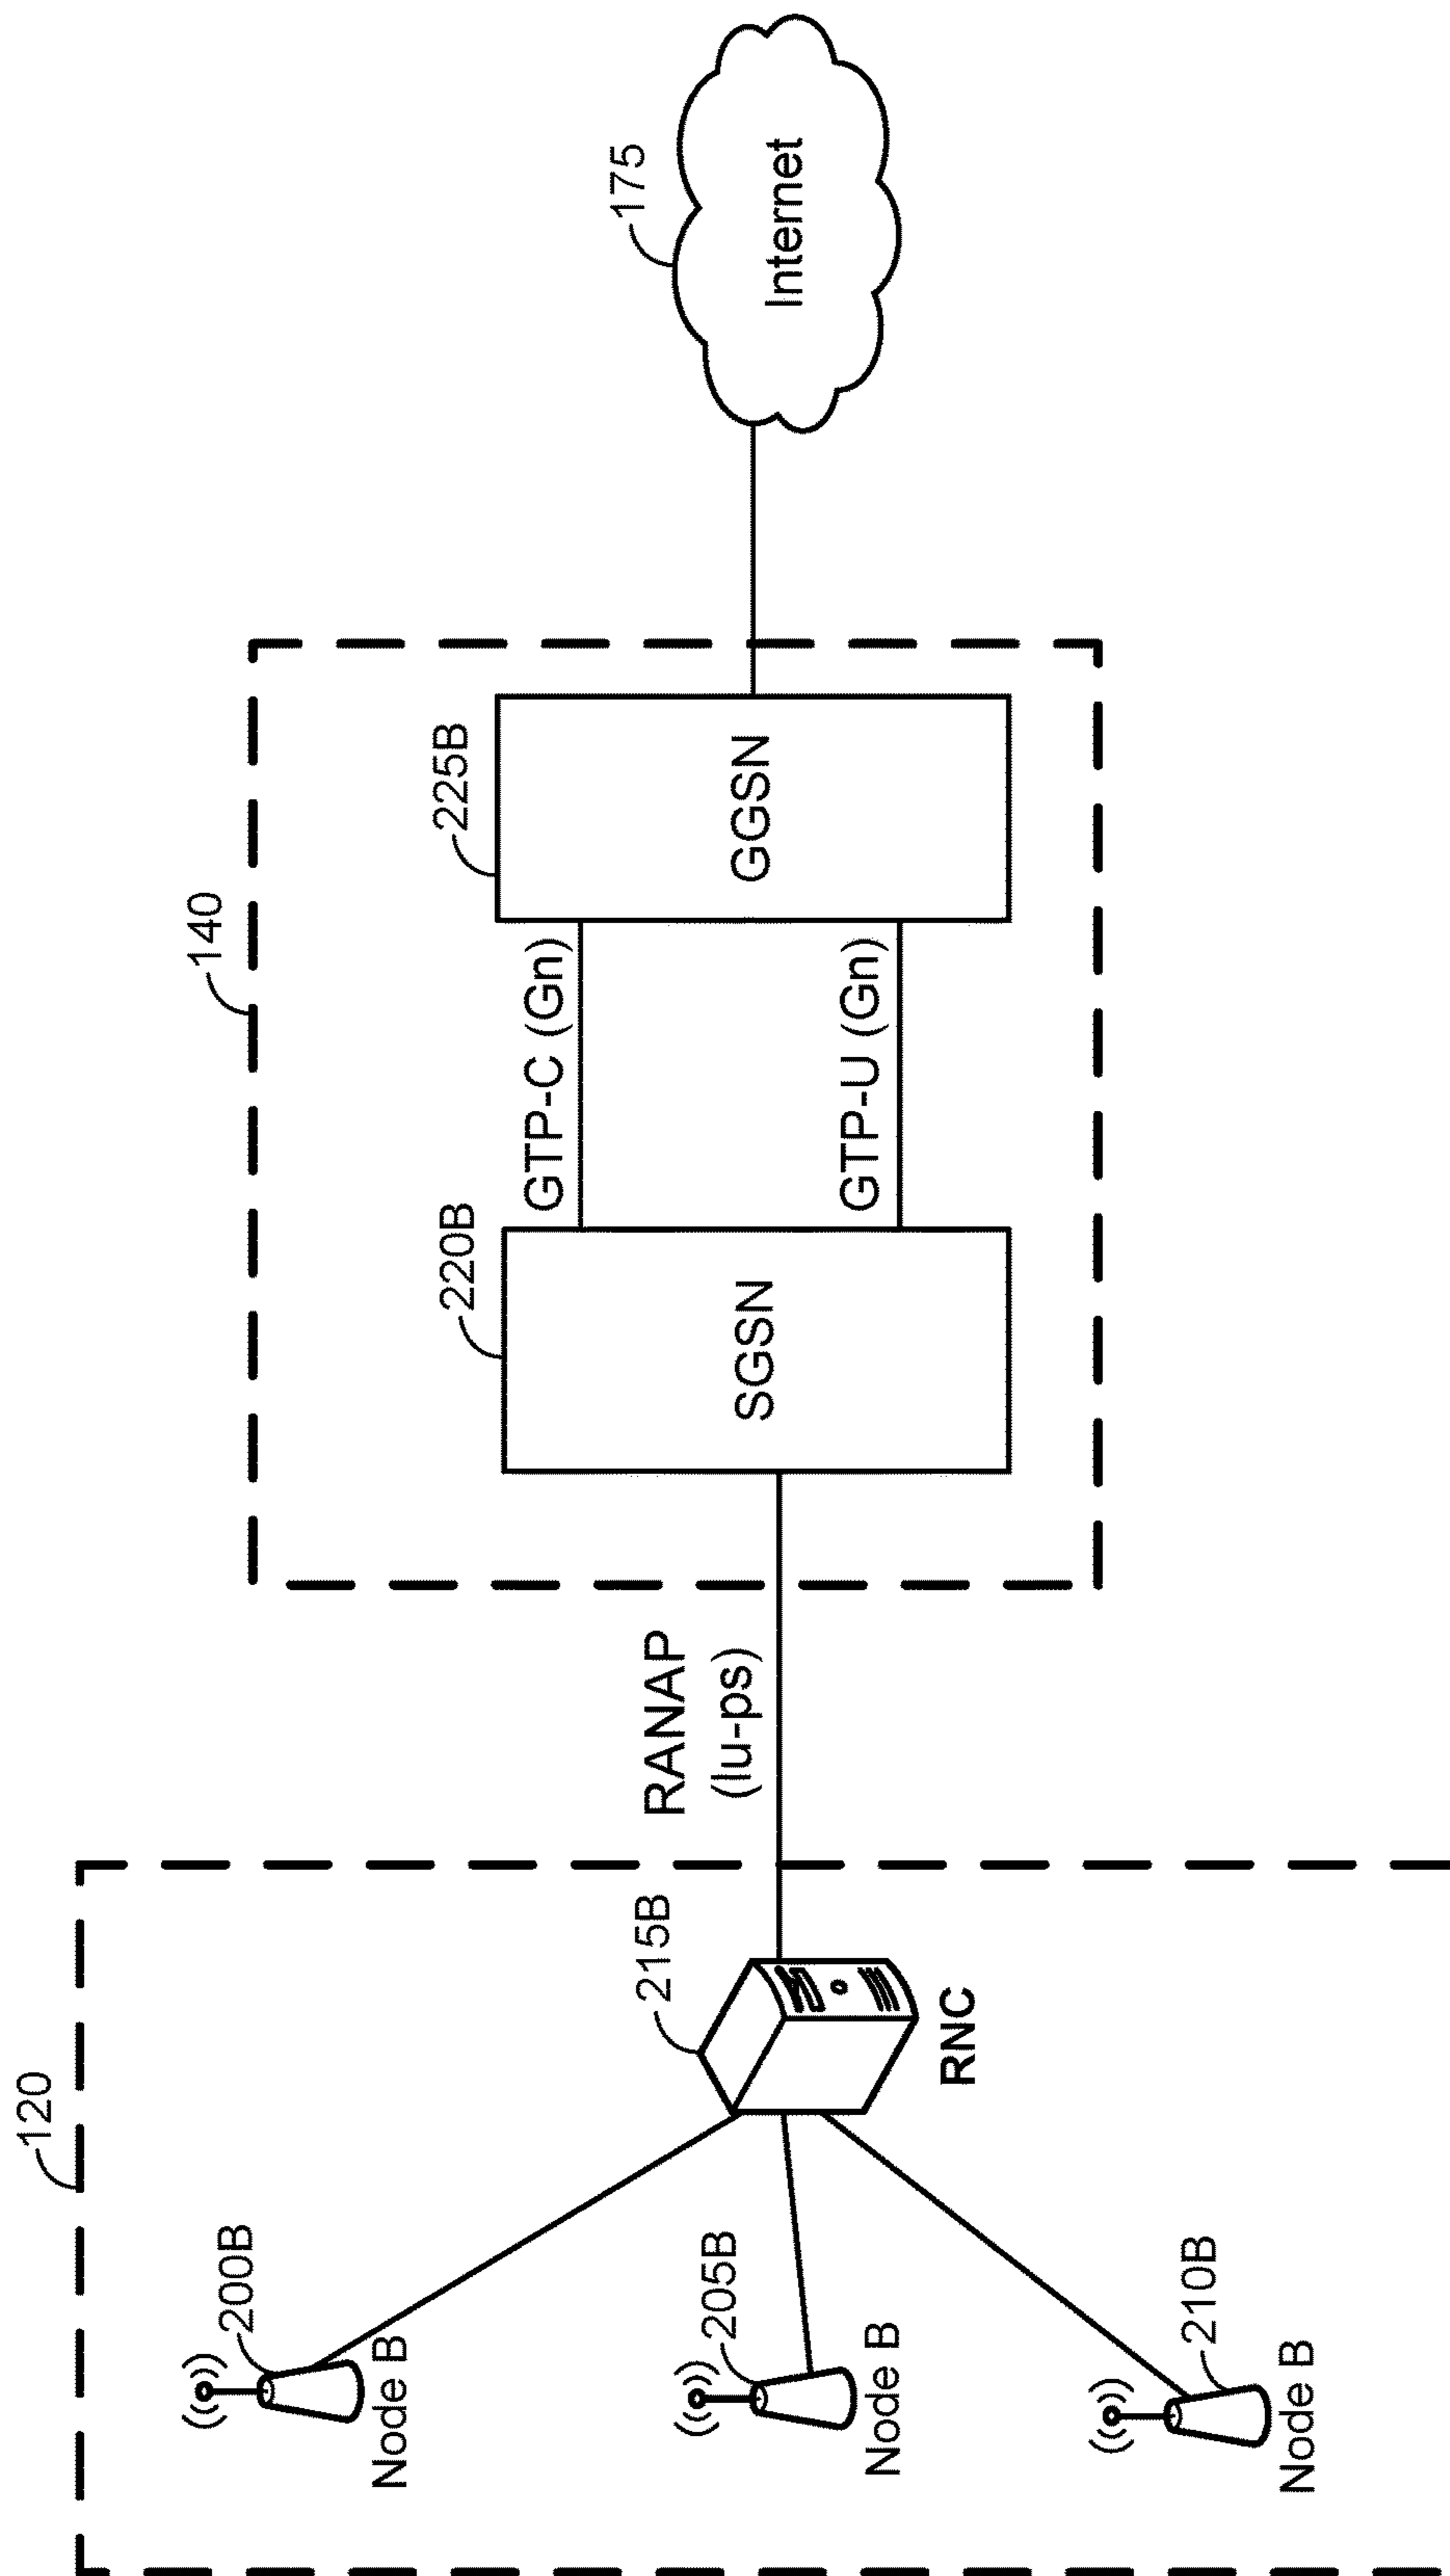 120
200B
Node B
205B
Node B
210B
Node B
215B
RNC
RANAP
(Iu-ps)
140
220B
SGSN
GTP-C (Gn)
GTP-U (Gn)
225B
GGSN
175
Internet